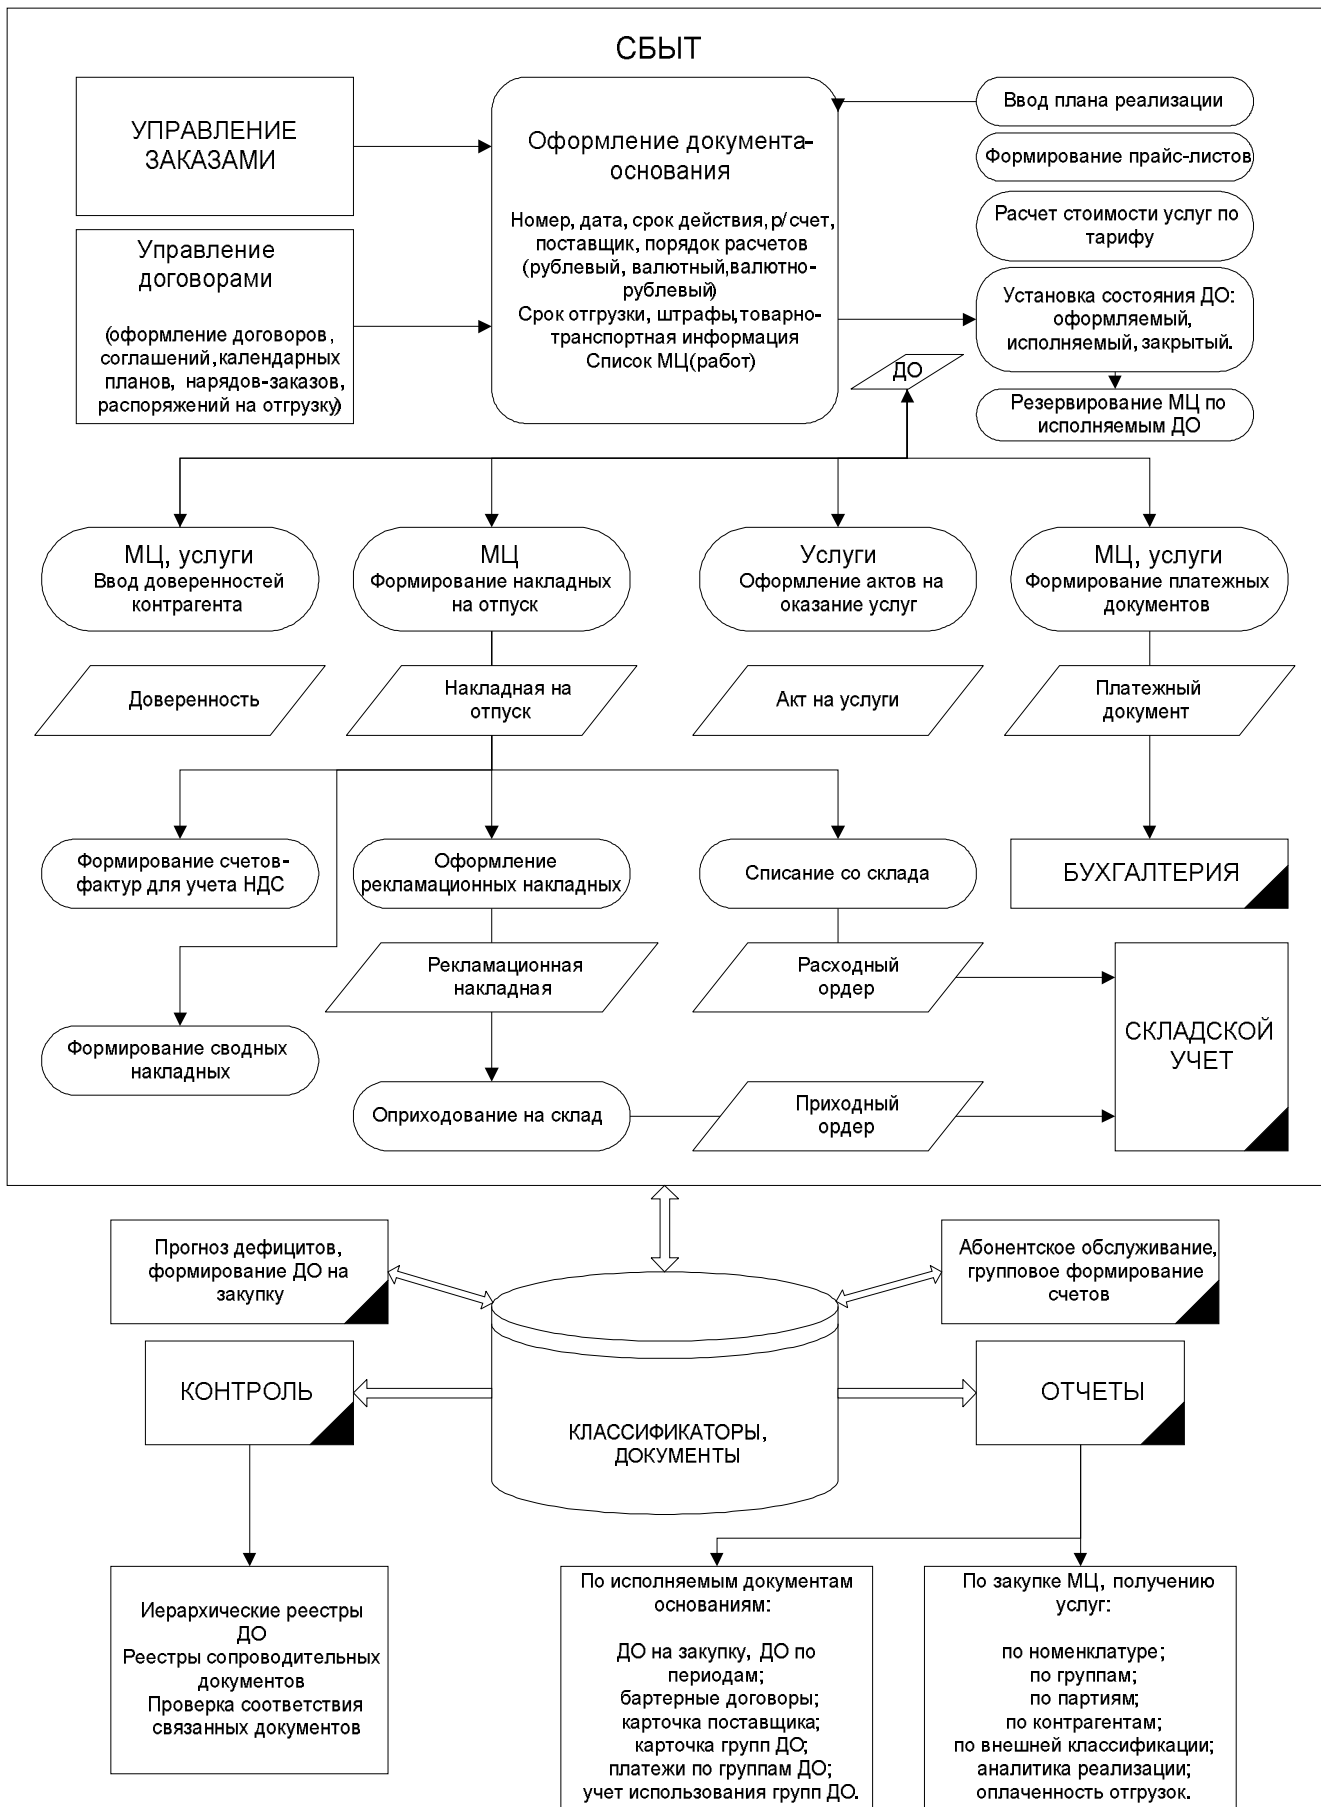 СБЫТ
УПРАВЛЕНИЕ
ЗАКАЗАМИ
Управление
договорами
(оформление договоров,
соглашений, календарных
планов, нарядов-заказов,
распоряжений на отгрузку)
Оформление документа-
основания
Номер, дата, срок действия, р/счет,
поставщик, порядок расчетов
(рублевый, валютный, валютно-
рублевый)
Срок отгрузки, штрафы, товарно-
транспортная информация
Список МЦ(работ)
Ввод плана реализации
Формирование прайс-листов
Расчет стоимости услуг по
тарифу
Установка состояния ДО:
оформляемый,
исполняемый, закрытый.
ДО
Резервирование МЦ по
исполняемым ДО
МЦ, услуги
Ввод доверенностей
контрагента
МЦ
Формирование накладных
на отпуск
Услуги
Оформление актов на
оказание услуг
МЦ, услуги
Формирование платежных
документов
Доверенность
Накладная на
отпуск
Акт на услуги
Платежный
документ
Формирование счетов-
фактур для учета НДС
Оформление
рекламационных накладных
Списание со склада
БУХГАЛТЕРИЯ
Рекламационная
накладная
Расходный
ордер
СКЛАДСКОЙ
УЧЕТ
Формирование сводных
накладных
Оприходование на склад
Приходный
ордер
Прогноз дефицитов,
формирование ДО на
закупку
Абонентское обслуживание,
групповое формирование
счетов
КОНТРОЛЬ
КЛАССИФИКАТОРЫ,
ДОКУМЕНТЫ
ОТЧЕТЫ
Иерархические реестры
ДО
Реестры сопроводительных
документов
Проверка соответствия
связанных документов
По исполняемым документам
основаниям:
ДО на закупку, ДО по
периодам;
бартерные договоры;
карточка поставщика;
карточка групп ДО;
платежи по группам ДО;
учет использования групп ДО.
По закупке МЦ, получению
услуг:
по номенклатуре;
по группам;
по партиям;
по контрагентам;
по внешней классификации;
аналитика реализации;
оплаченность отгрузок.